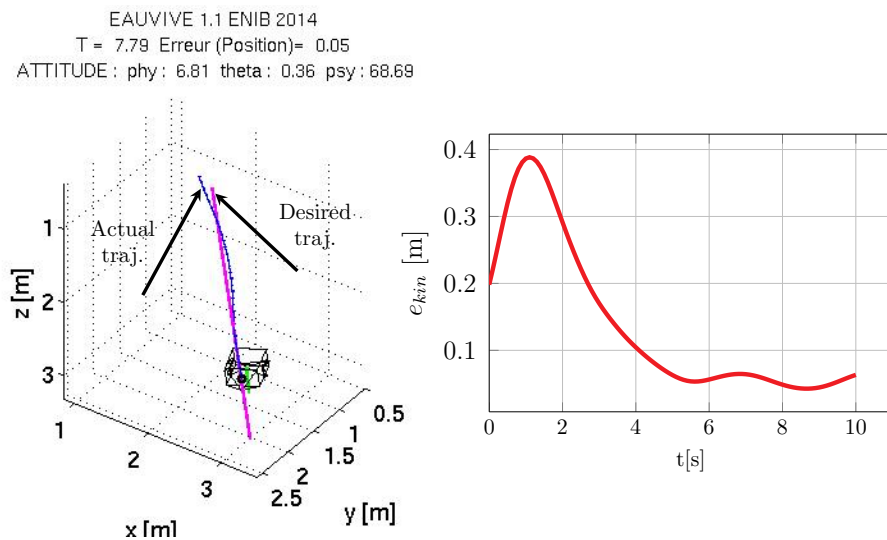 EAUVIVE 1.1 ENIB 2014
T = 7.79 Erreur (Position)= 0.05
ATTITUDE : phy : 6.81 theta : 0.36 psy : 68.69
Actual
traj.
Desired
traj.
z [m]
1
2
3
1
2
3
x [m]
2.5
2
1.5
1
0.5
y [m]
e_kin [m]
0.4
0.3
0.2
0.1
0
2
4
6
8
10
t[s]